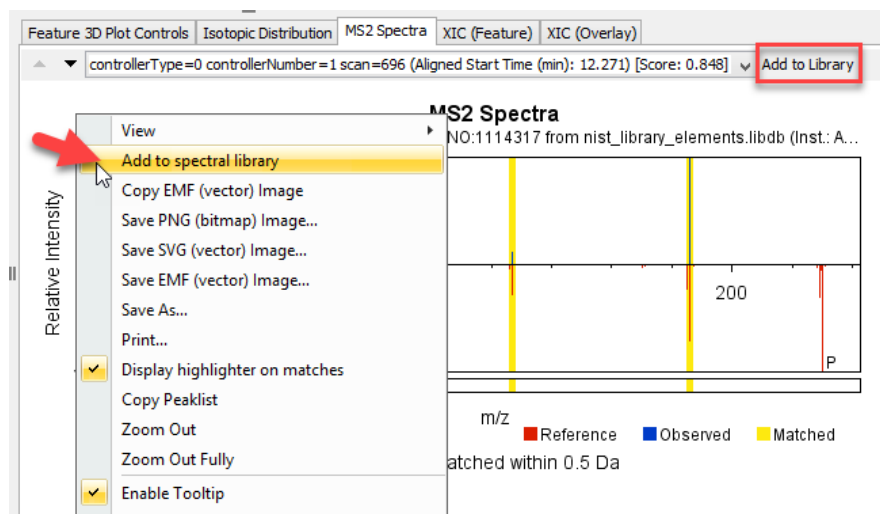 Feature 3D Plot Controls Isotopic Distribution MS2 Spectra XIC (Feature) XIC (Overlay)
controllerType=0 controllerNumber=1 scan=696 (Aligned Start Time (min): 12.271) [Score: 0.848] Add to Library
MS2 Spectra
NO:1114317 from nist_library_elements.libdb (Inst.: A...
View
Add to spectral library
Copy EMF (vector) Image
Save PNG (bitmap) Image...
Save SVG (vector) Image...
Save EMF (vector) Image...
Save As...
Print...
Display highlighter on matches
Copy Peaklist
Zoom Out
Zoom Out Fully
Enable Tooltip
Relative Intensity
200
P
m/z
Reference Observed Matched
atched within 0.5 Da